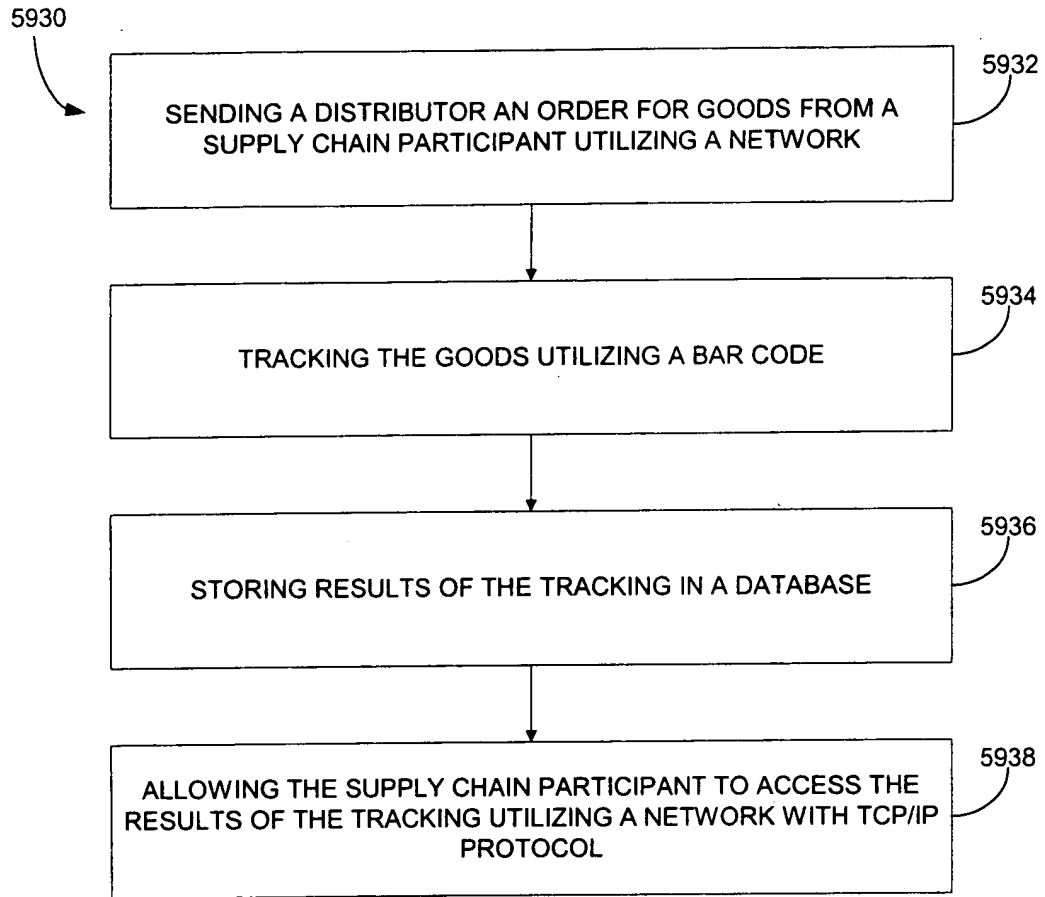 5930
5932
SENDING A DISTRIBUTOR AN ORDER FOR GOODS FROM A
SUPPLY CHAIN PARTICIPANT UTILIZING A NETWORK
5934
TRACKING THE GOODS UTILIZING A BAR CODE
5936
STORING RESULTS OF THE TRACKING IN A DATABASE
5938
ALLOWING THE SUPPLY CHAIN PARTICIPANT TO ACCESS THE
RESULTS OF THE TRACKING UTILIZING A NETWORK WITH TCP/IP
PROTOCOL